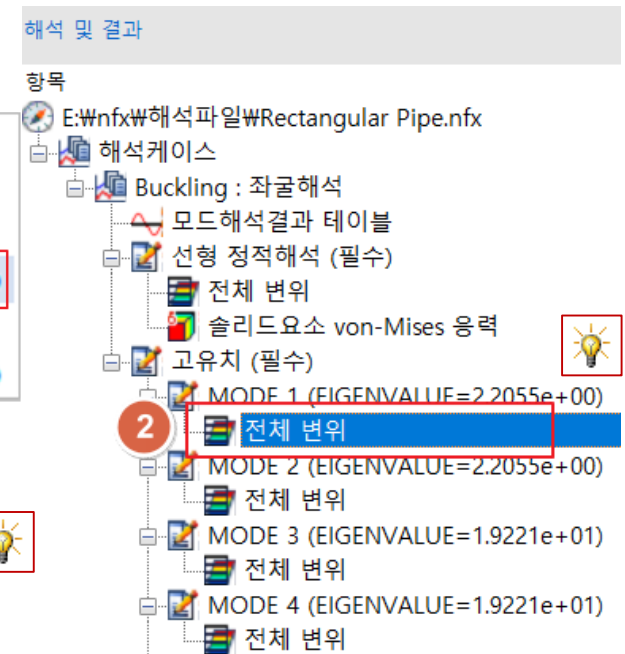 해석 및 결과
항목
E:₩nfx₩해석파일₩Rectangular Pipe.nfx
해석케이스
Buckling : 좌굴해석
모드해석결과 테이블
선형 정적해석 (필수)
전체 변위
솔리드요소 von-Mises 응력
고유치 (필수)
MODE 1 (EIGENVALUE=2.2055e+00)
2 전체 변위
MODE 2 (EIGENVALUE=2.2055e+00)
전체 변위
MODE 3 (EIGENVALUE=1.9221e+01)
전체 변위
MODE 4 (EIGENVALUE=1.9221e+01)
전체 변위